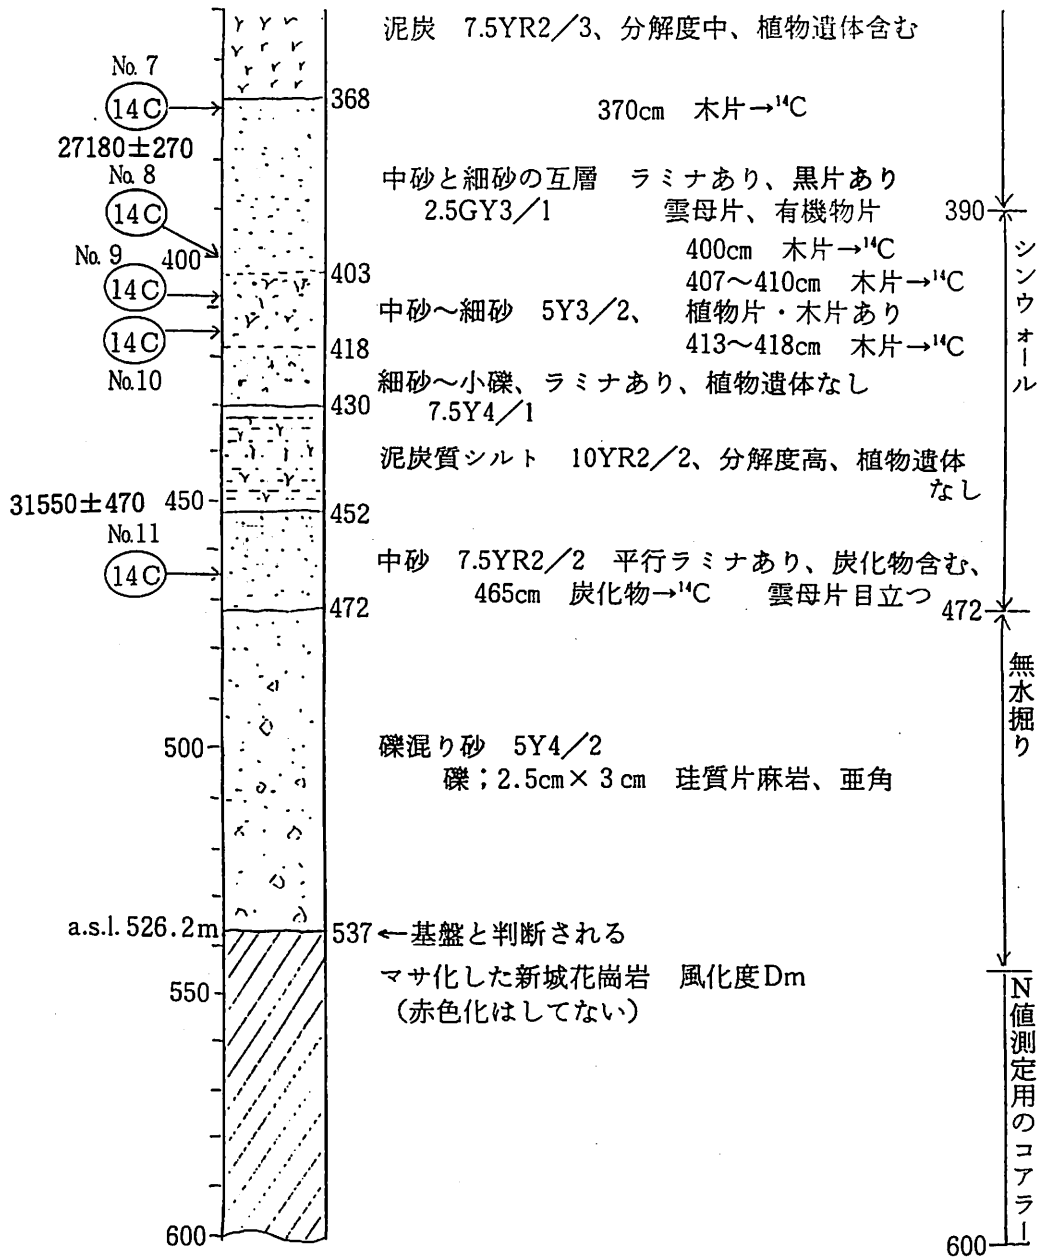 泥炭 7.5YR2/3、分解度中、植物遺体含む
No. 7
14C
368
370cm 木片→¹⁴C
27180±270
No. 8
14C
中砂と細砂の互層 ラミナあり、黒片あり
2.5GY3/1 雲母片、有機物片
390
No. 9
400
400cm 木片→¹⁴C
403
14C
407〜410cm 木片→¹⁴C
中砂〜細砂 5Y3/2、 植物片・木片あり
14C
418
413〜418cm 木片→¹⁴C
No.10
細砂〜小礫、ラミナあり、植物遺体なし
430
7.5Y4/1
シンウォール
泥炭質シルト 10YR2/2、分解度高、植物遺体
なし
31550±470
450
452
No.11
14C
中砂 7.5YR2/2 平行ラミナあり、炭化物含む、
465cm 炭化物→¹⁴C 雲母片目立つ
472
472
無水掘り
500
礫混り砂 5Y4/2
礫；2.5cm×3cm 珪質片麻岩、亜角
a.s.l. 526.2m
537←基盤と判断される
マサ化した新城花崗岩 風化度Dm
(赤色化はしてない)
550
N値測定用のコアラー
600
600